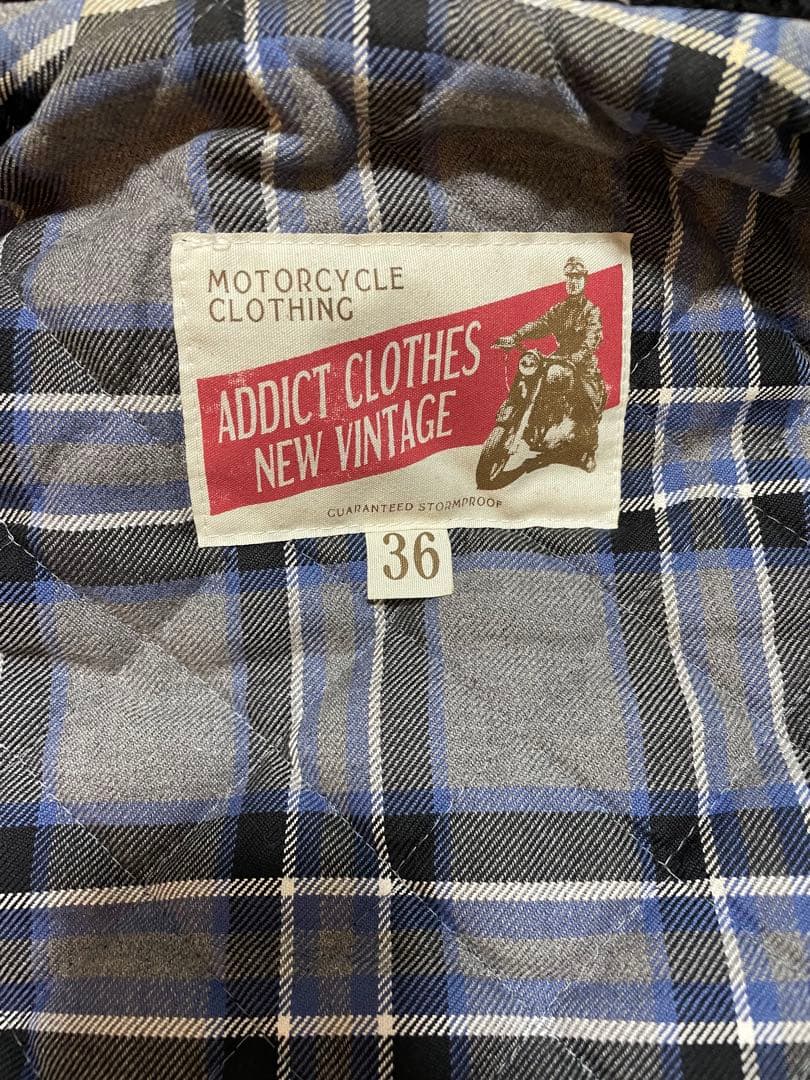 MOTORCYCLE
CLOTHING
ADDICT CLOTHES
NEW VINTAGE
GUARANTEED STORMPROOF
36